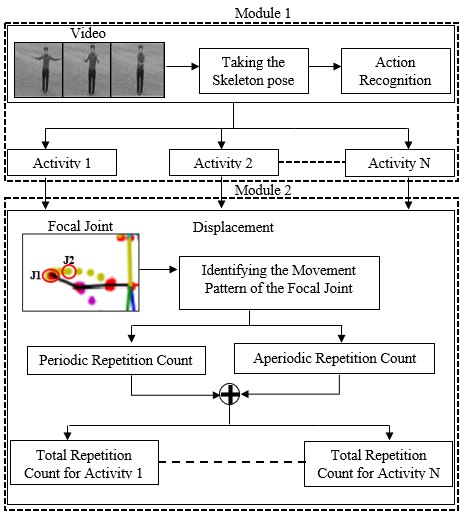 Module 1
Video
Taking the
Skeleton pose
Action
Recognition
Activity 1
Activity 2
Activity N
Module 2
Focal Joint
Displacement
J1
J2
Identifying the Movement
Pattern of the Focal Joint
Periodic Repetition Count
Aperiodic Repetition Count
Total Repetition
Count for Activity 1
Total Repetition
Count for Activity N